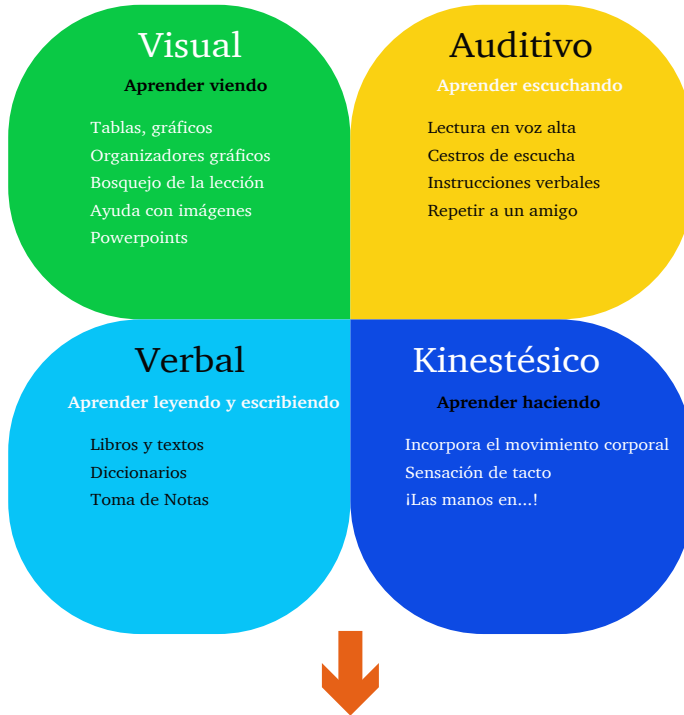 Visual
Aprender viendo
Tablas, gráficos
Organizadores gráficos
Bosquejo de la lección
Ayuda con imágenes
Powerpoints
Auditivo
Aprender escuchando
Lectura en voz alta
Cestros de escucha
Instrucciones verbales
Repetir a un amigo
Verbal
Aprender leyendo y escribiendo
Libros y textos
Diccionarios
Toma de Notas
Kinestésico
Aprender haciendo
Incorpora el movimiento corporal
Sensación de tacto
¡Las manos en...!